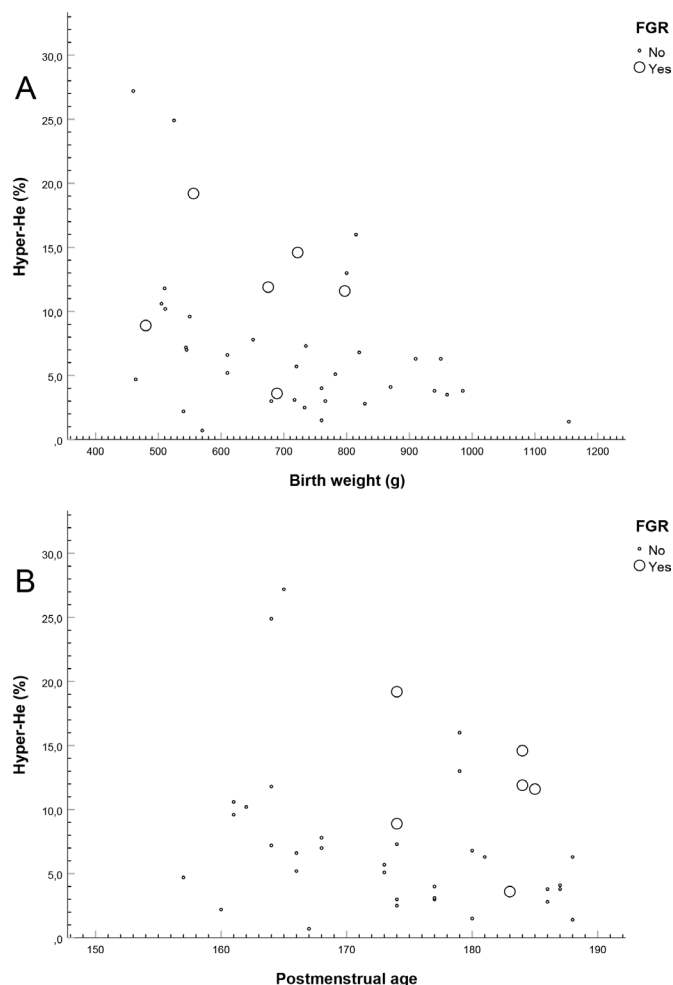 FGR
No
Yes
A
30,0
25,0
20,0
15,0
10,0
5,0
,0
Hyper-He (%)
400 500 600 700 800 900 1000 1100 1200
Birth weight (g)
FGR
No
Yes
B
30,0
25,0
20,0
15,0
10,0
5,0
,0
Hyper-He (%)
150 160 170 180 190
Postmenstrual age